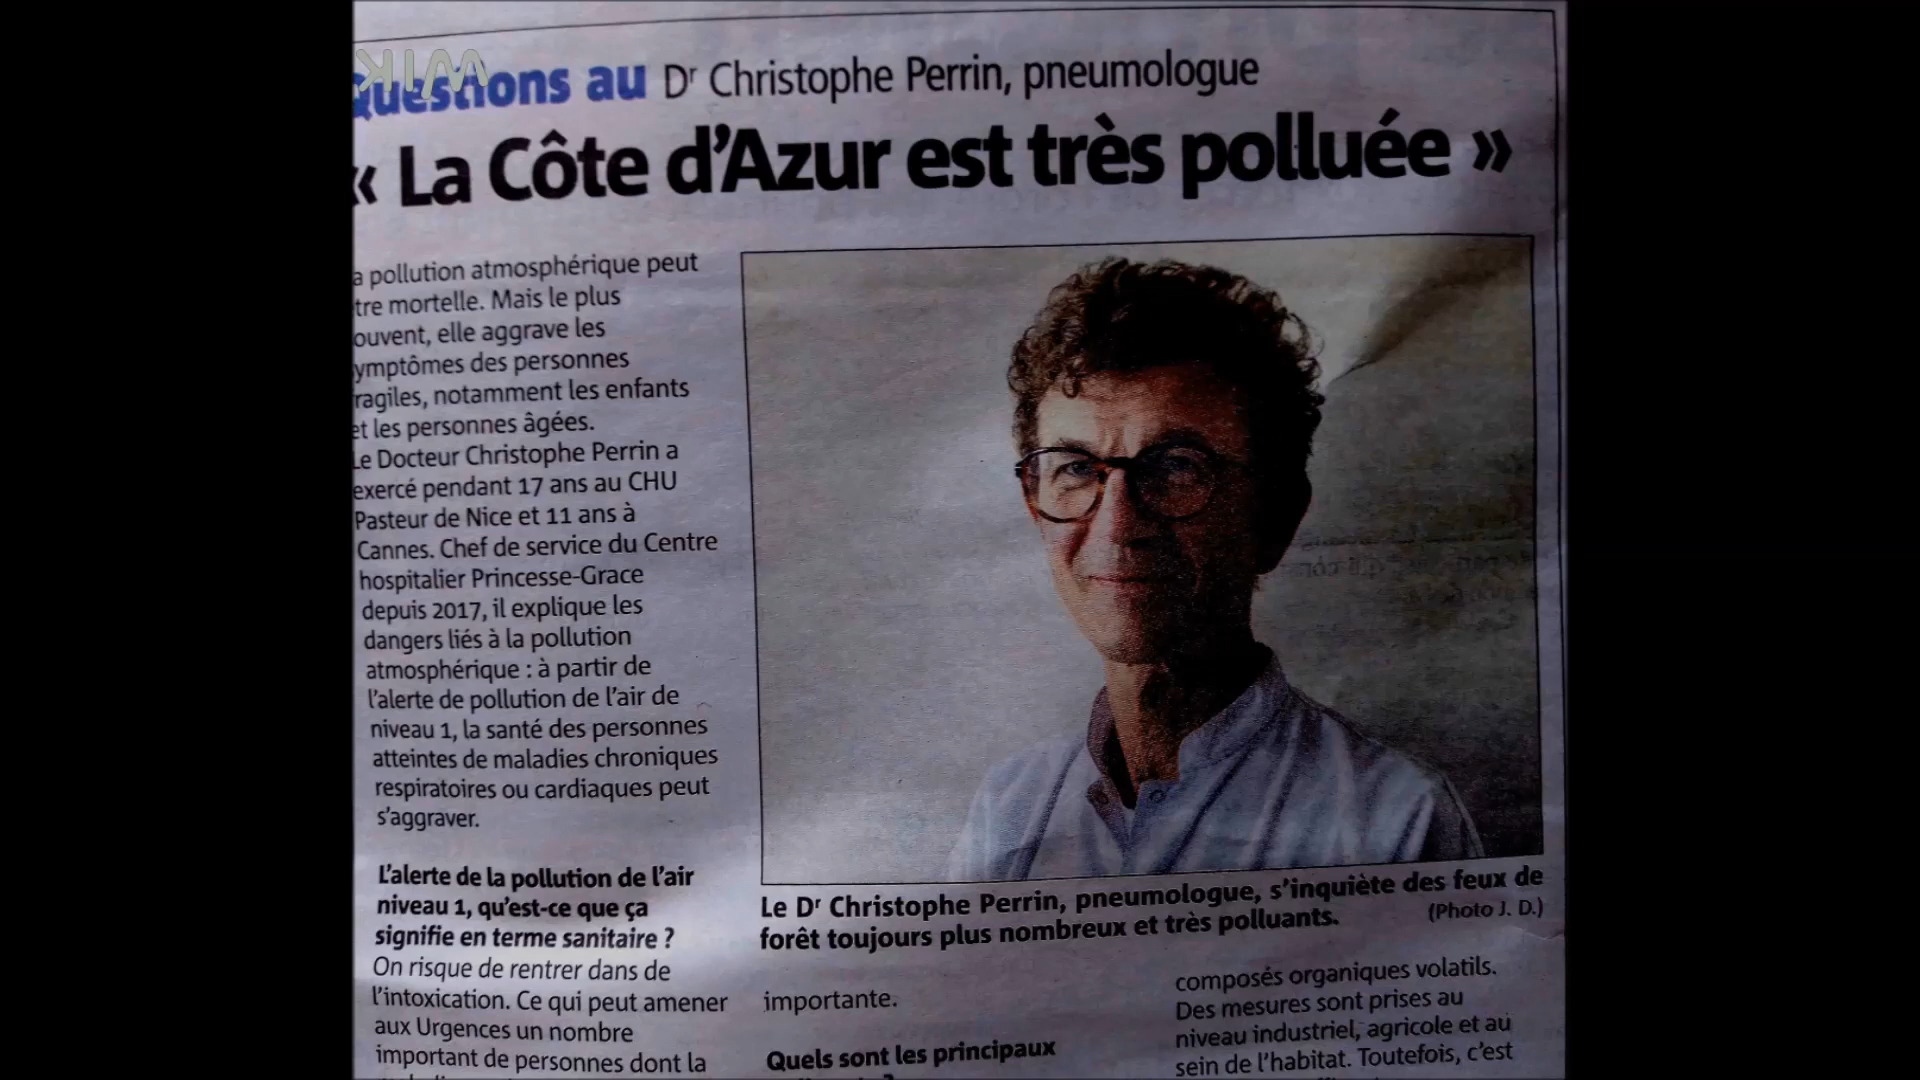 Questions au Dr Christophe Perrin, pneumologue
« La Côte d'Azur est très polluée »
a pollution atmosphérique peut
tre mortelle. Mais le plus
ouvent, elle aggrave les
ymptômes des personnes
ragiles, notamment les enfants
et les personnes âgées.
Le Docteur Christophe Perrin a
exercé pendant 17 ans au CHU
Pasteur de Nice et 11 ans à
Cannes. Chef de service du Centre
hospitalier Princesse-Grace
depuis 2017, il explique les
dangers liés à la pollution
atmosphérique : à partir de
l'alerte de pollution de l'air de
niveau 1, la santé des personnes
atteintes de maladies chroniques
respiratoires ou cardiaques peut
s'aggraver.
L'alerte de la pollution de l'air
niveau 1, qu'est-ce que ça
signifie en terme sanitaire ?
On risque de rentrer dans de
l'intoxication. Ce qui peut amener
aux Urgences un nombre
important de personnes dont la
Le Dr Christophe Perrin, pneumologue, s'inquiète des feux de
forêt toujours plus nombreux et très polluants.
(Photo J. D.)
importante.
Quels sont les principaux
composés organiques volatils.
Des mesures sont prises au
niveau industriel, agricole et au
sein de l'habitat. Toutefois, c'est